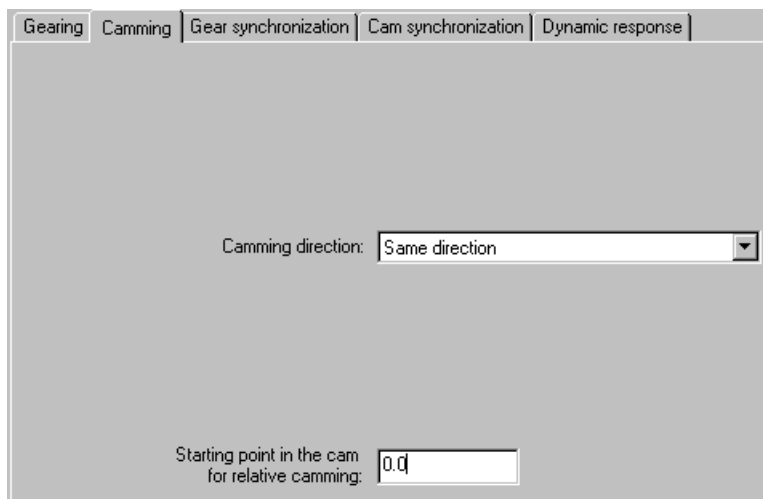 Gearing Camming Gear synchronization Cam synchronization Dynamic response
Camming direction: Same direction
Starting point in the cam
for relative camming: 0.0